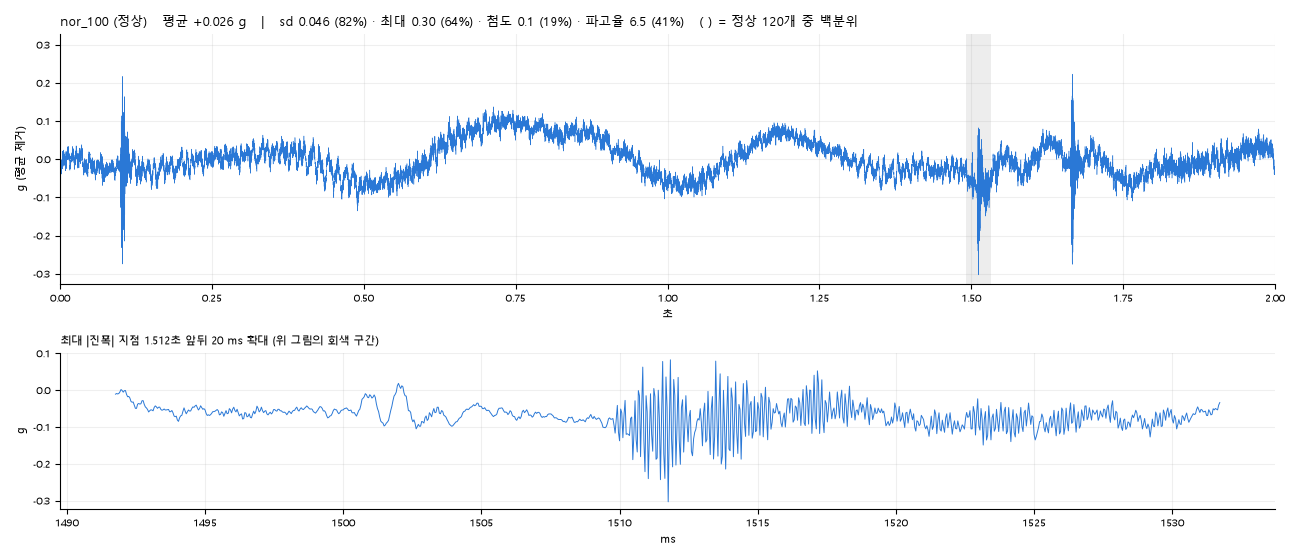 nor_100 (정상) 평균 +0.026 g | sd 0.046 (82%) · 최대 0.30 (64%) · 첨도 0.1 (19%) · 파고율 6.5 (41%) ( ) = 정상 120개 중 백분위
g (평균 제거)
0.3
0.2
0.1
0.0
-0.1
-0.2
-0.3
0.00 0.25 0.50 0.75 1.00 1.25 1.50 1.75 2.00
초
최대 |진폭| 지점 1.512초 앞뒤 20 ms 확대 (위 그림의 회색 구간)
g
0.1
0.0
-0.1
-0.2
-0.3
1490 1495 1500 1505 1510 1515 1520 1525 1530
ms